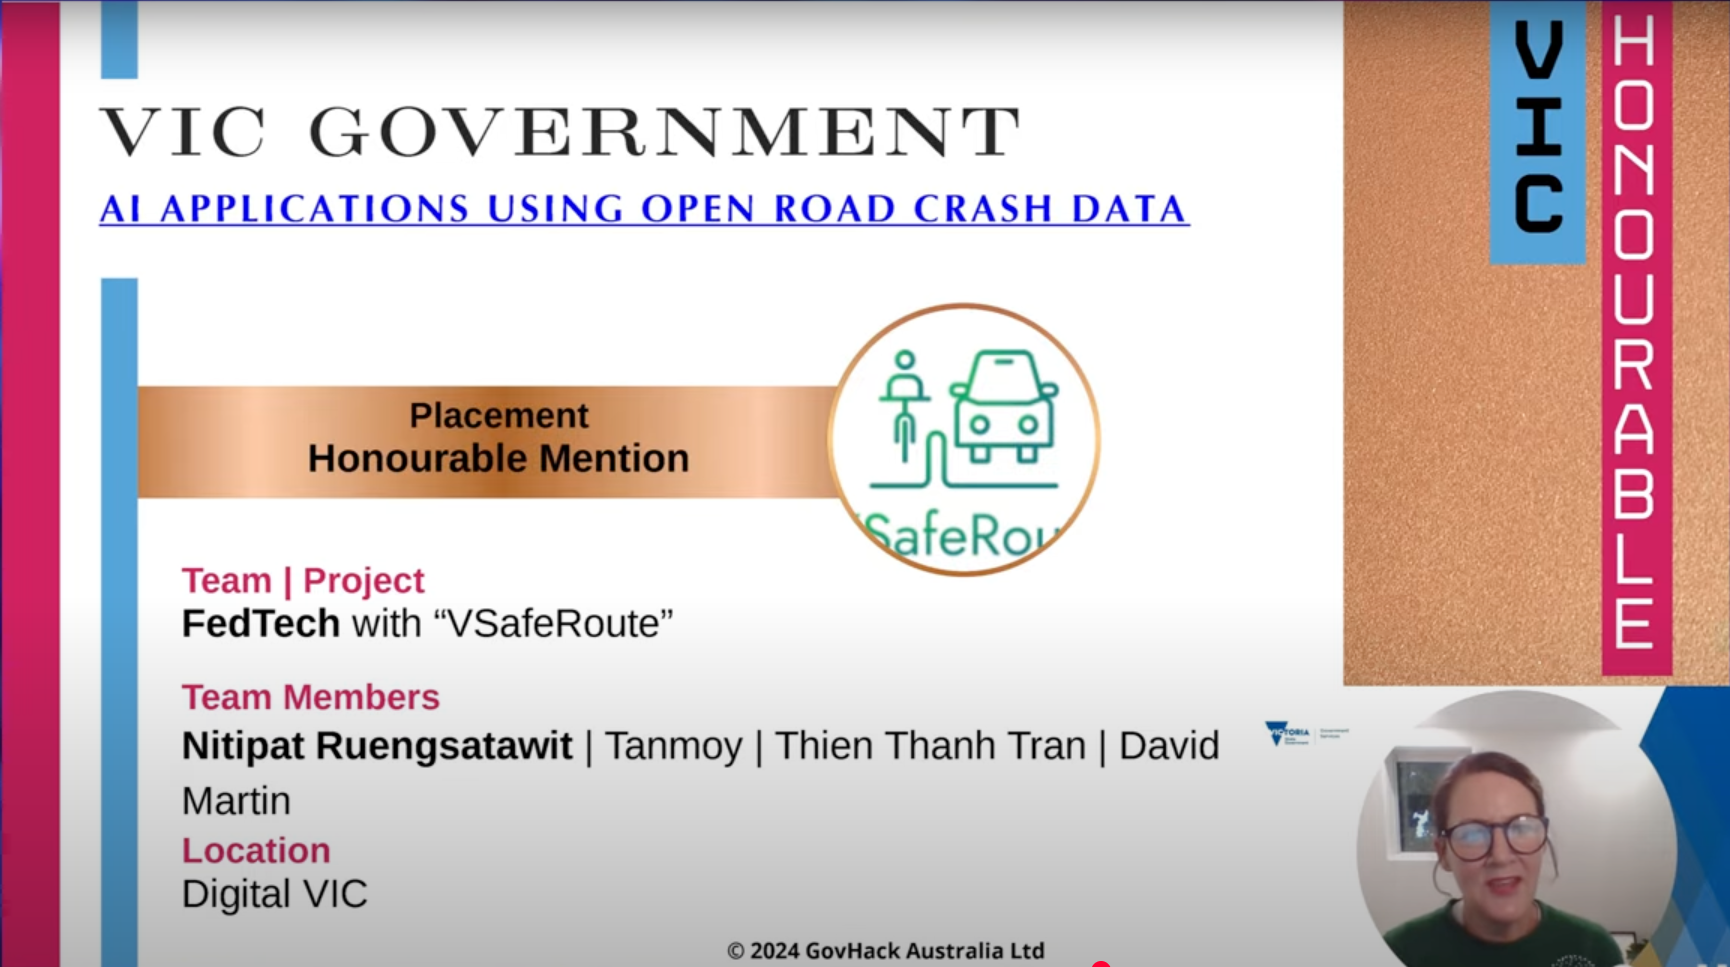 VIC GOVERNMENT
AI APPLICATIONS USING OPEN ROAD CRASH DATA
Placement
Honourable Mention
SafeRou
Team | Project
FedTech with “VSafeRoute”
Team Members
Nitipat Ruengsatawit | Tanmoy | Thien Thanh Tran | David
Martin
Location
Digital VIC
© 2024 GovHack Australia Ltd
VIC
HONOURABLE
VICTORIA